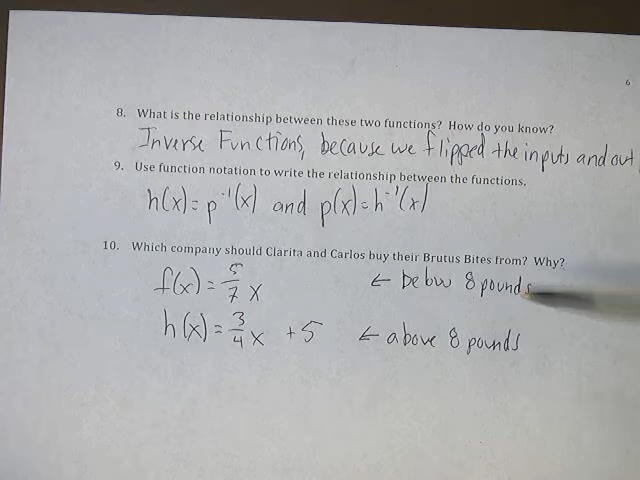 6
8. What is the relationship between these two functions? How do you know?
Inverse Functions, because we flipped the inputs and out
9. Use function notation to write the relationship between the functions.
h(x) = p⁻¹(x) and p(x) = h⁻¹(x)
10. Which company should Clarita and Carlos buy their Brutus Bites from? Why?
f(x) = 5/7 x ← below 8 pounds
h(x) = 3/4 x + 5 ← above 8 pounds